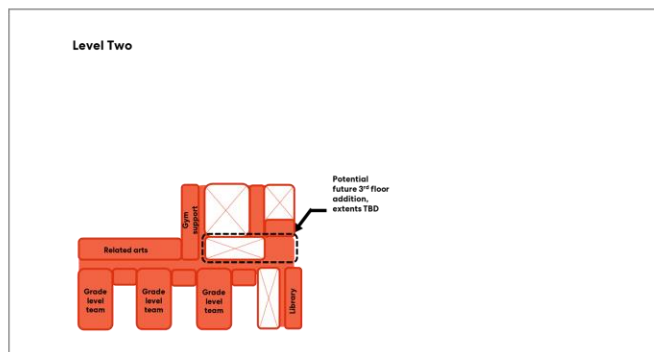 Level Two
Potential
future 3rd floor
addition,
extents TBD
Gym
support
Related arts
Grade
level
team
Grade
level
team
Grade
level
team
Library